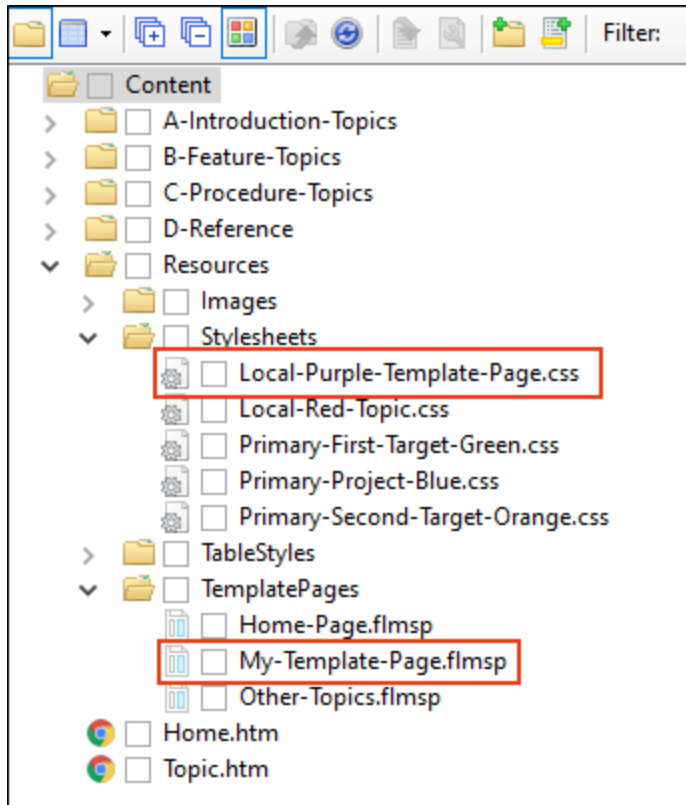 Filter:
Content
A-Introduction-Topics
B-Feature-Topics
C-Procedure-Topics
D-Reference
Resources
Images
Stylesheets
Local-Purple-Template-Page.css
Local-Red-Topic.css
Primary-First-Target-Green.css
Primary-Project-Blue.css
Primary-Second-Target-Orange.css
TableStyles
TemplatePages
Home-Page.flmsp
My-Template-Page.flmsp
Other-Topics.flmsp
Home.htm
Topic.htm